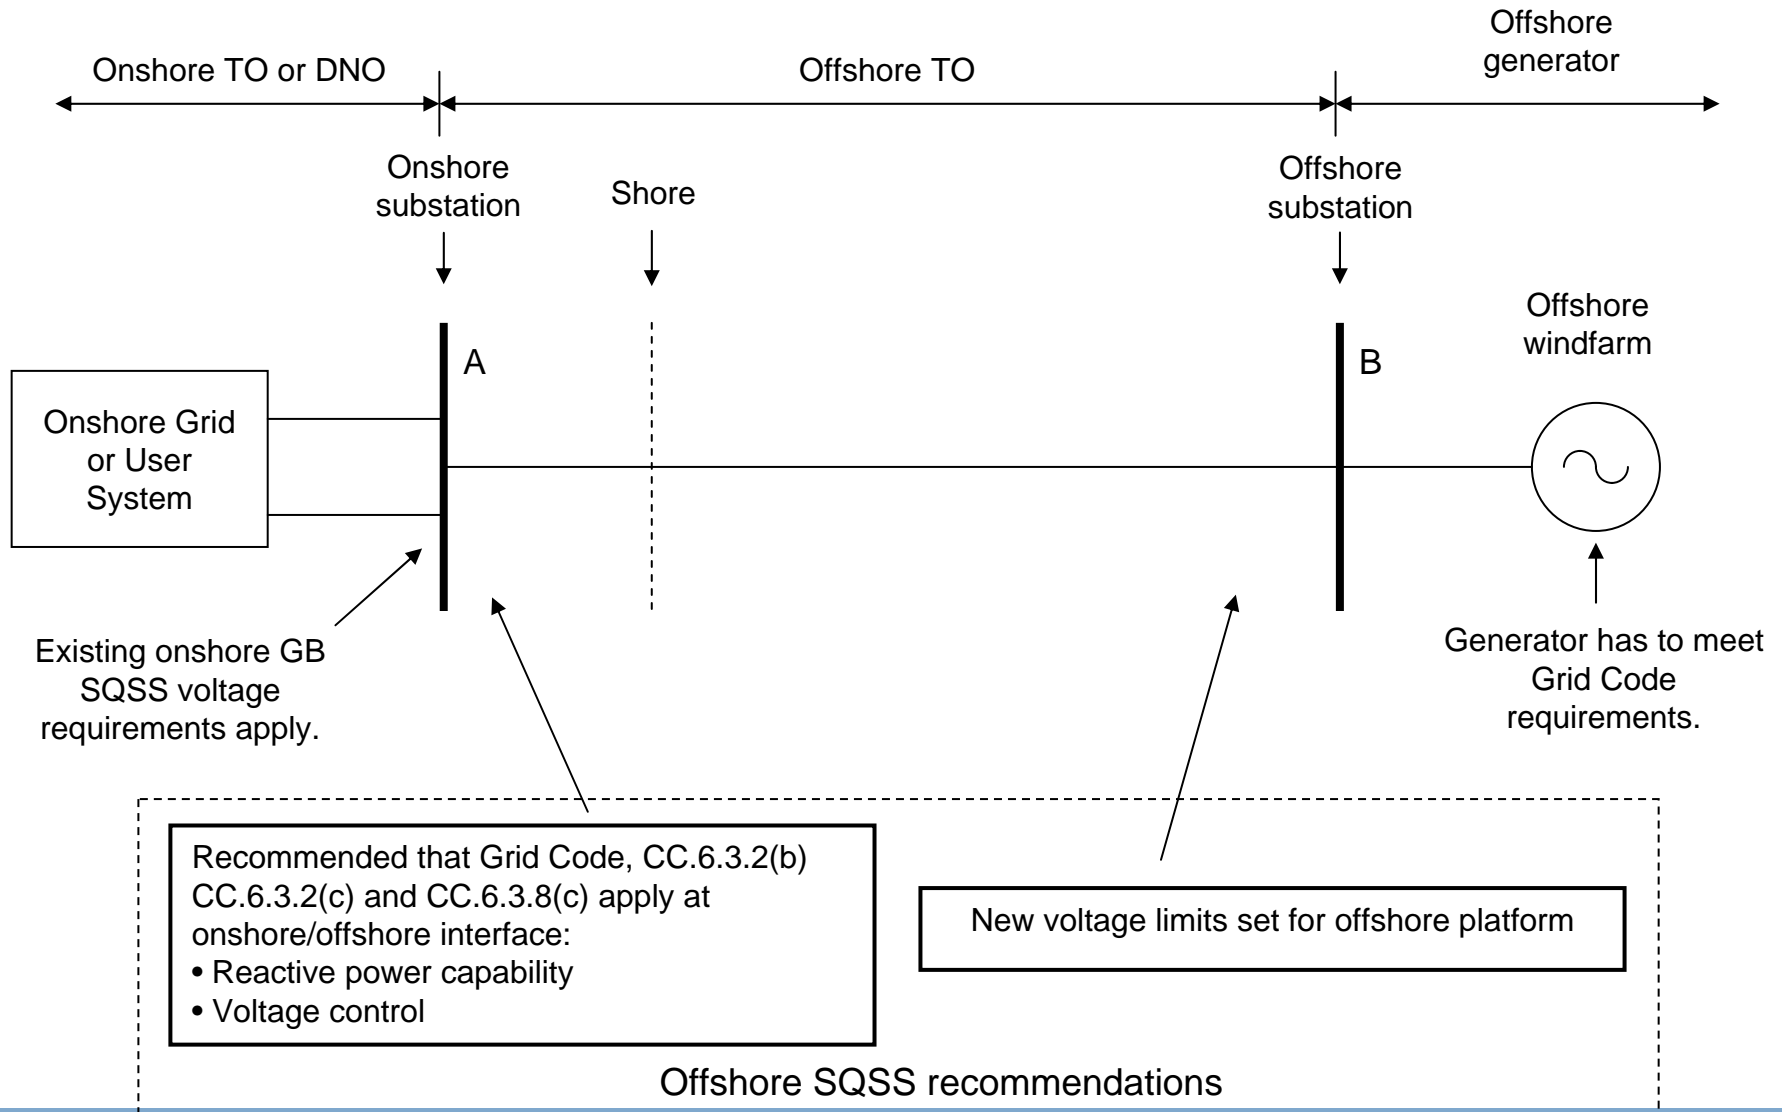 Offshore
generator
Onshore TO or DNO
Offshore TO
Onshore
substation
Shore
Offshore
substation
Offshore
windfarm
A
B
Onshore Grid
or User
System
Existing onshore GB
SQSS voltage
requirements apply.
Generator has to meet
Grid Code
requirements.
Recommended that Grid Code, CC.6.3.2(b)
CC.6.3.2(c) and CC.6.3.8(c) apply at
onshore/offshore interface:
• Reactive power capability
• Voltage control
New voltage limits set for offshore platform
Offshore SQSS recommendations